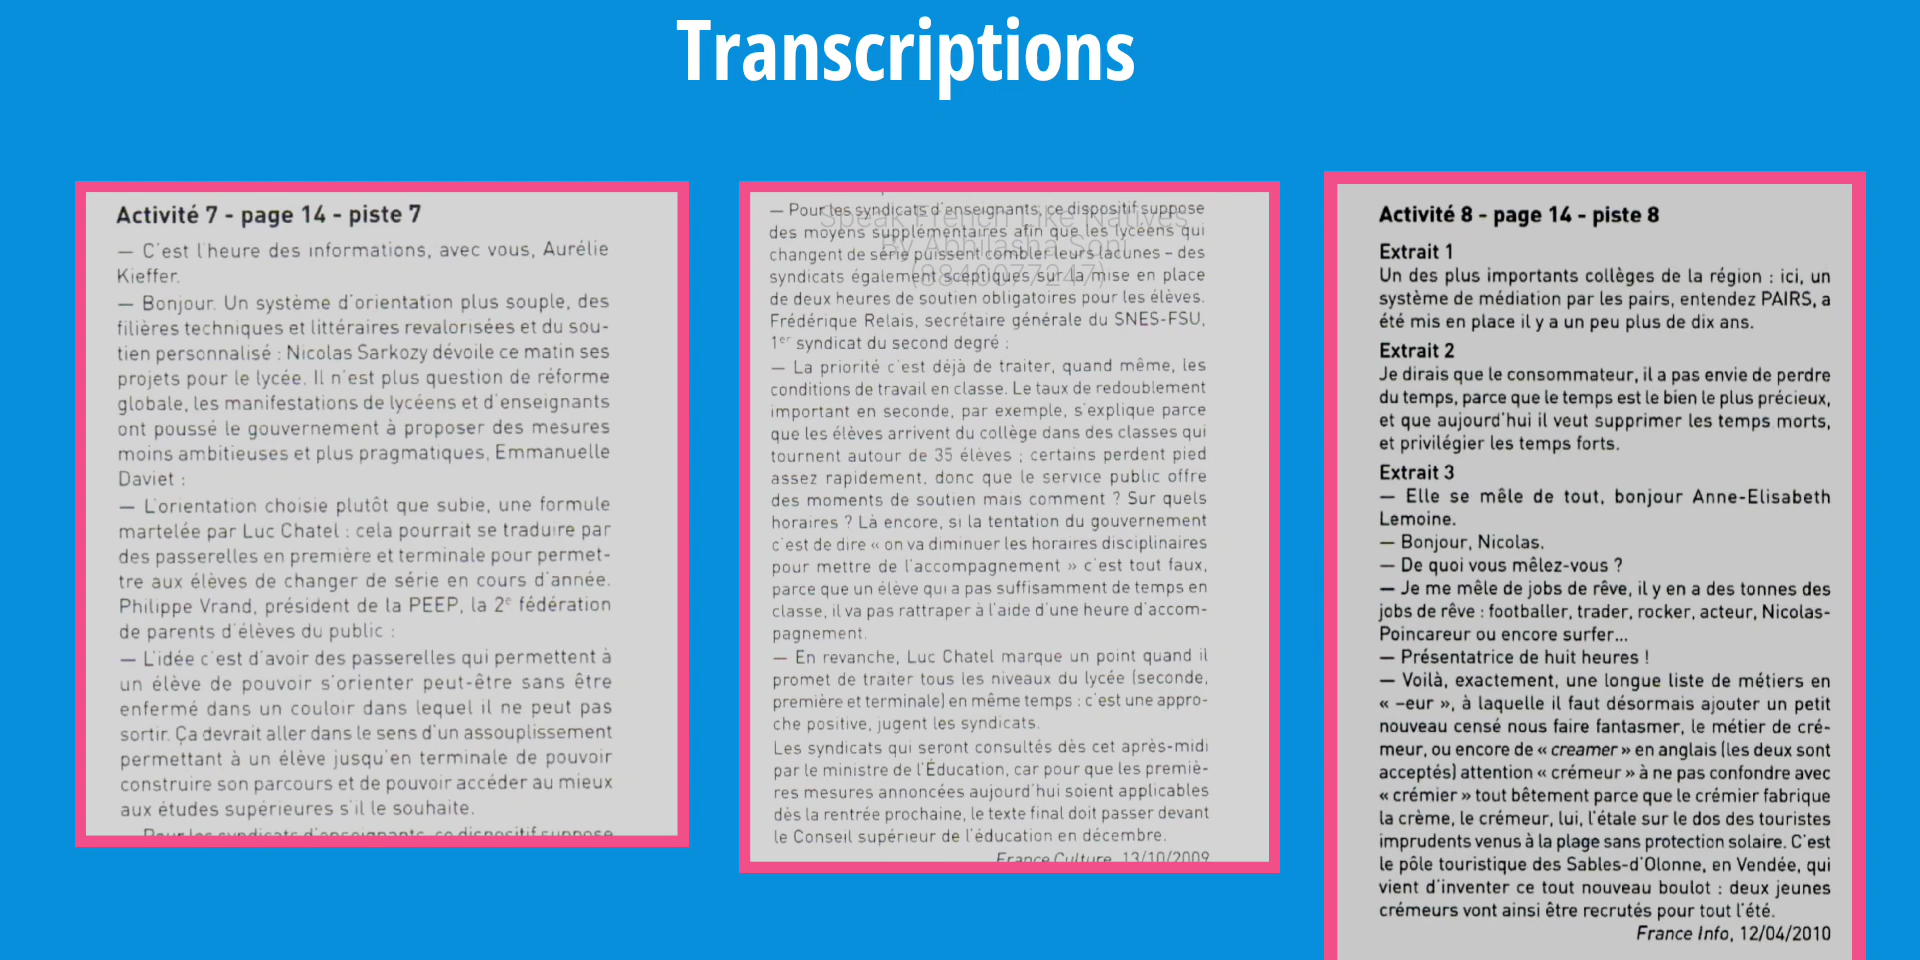 Transcriptions
Activité 7 - page 14 - piste 7
— C'est l'heure des informations, avec vous, Aurélie
Kieffer.
— Bonjour. Un système d'orientation plus souple, des
filières techniques et littéraires revalorisées et du sou-
tien personnalisé : Nicolas Sarkozy dévoile ce matin ses
projets pour le lycée. Il n'est plus question de réforme
globale, les manifestations de lycéens et d'enseignants
ont poussé le gouvernement à proposer des mesures
moins ambitieuses et plus pragmatiques, Emmanuelle
Daviet :
— L'orientation choisie plutôt que subie, une formule
martelée par Luc Chatel : cela pourrait se traduire par
des passerelles en première et terminale pour permet-
tre aux élèves de changer de série en cours d'année.
Philippe Vrand, président de la PEEP, la 2e fédération
de parents d'élèves du public :
— L'idée c'est d'avoir des passerelles qui permettent à
un élève de pouvoir s'orienter peut-être sans être
enfermé dans un couloir dans lequel il ne peut pas
sortir. Ça devrait aller dans le sens d'un assouplissement
permettant à un élève jusqu'en terminale de pouvoir
construire son parcours et de pouvoir accéder au mieux
aux études supérieures s'il le souhaite.
— Pour les syndicats d'enseignants, ce dispositif suppose
— Pour les syndicats d'enseignants, ce dispositif suppose
des moyens supplémentaires afin que les lycéens qui
changent de série puissent combler leurs lacunes – des
syndicats également sceptiques sur la mise en place
de deux heures de soutien obligatoires pour les élèves.
Frédérique Relais, secrétaire générale du SNES-FSU,
1er syndicat du second degré :
— La priorité c'est déjà de traiter, quand même, les
conditions de travail en classe. Le taux de redoublement
important en seconde, par exemple, s'explique parce
que les élèves arrivent du collège dans des classes qui
tournent autour de 35 élèves ; certains perdent pied
assez rapidement, donc que le service public offre
des moments de soutien mais comment ? Sur quels
horaires ? Là encore, si la tentation du gouvernement
c'est de dire « on va diminuer les horaires disciplinaires
pour mettre de l'accompagnement » c'est tout faux,
parce que un élève qui a pas suffisamment de temps en
classe, il va pas rattraper à l'aide d'une heure d'accom-
pagnement.
— En revanche, Luc Chatel marque un point quand il
promet de traiter tous les niveaux du lycée (seconde,
première et terminale) en même temps : c'est une appro-
che positive, jugent les syndicats.
Les syndicats qui seront consultés dès cet après-midi
par le ministre de l'Éducation, car pour que les premiè-
res mesures annoncées aujourd'hui soient applicables
dès la rentrée prochaine, le texte final doit passer devant
le Conseil supérieur de l'éducation en décembre.
France Culture, 13/10/2009
Speak French Like Natives
By Abhilasha Soni
(8840077247)
Activité 8 - page 14 - piste 8
Extrait 1
Un des plus importants collèges de la région : ici, un
système de médiation par les pairs, entendez PAIRS, a
été mis en place il y a un peu plus de dix ans.
Extrait 2
Je dirais que le consommateur, il a pas envie de perdre
du temps, parce que le temps est le bien le plus précieux,
et que aujourd'hui il veut supprimer les temps morts,
et privilégier les temps forts.
Extrait 3
— Elle se mêle de tout, bonjour Anne-Elisabeth
Lemoine.
— Bonjour, Nicolas.
— De quoi vous mêlez-vous ?
— Je me mêle de jobs de rêve, il y en a des tonnes des
jobs de rêve : footballer, trader, rocker, acteur, Nicolas-
Poincareur ou encore surfer...
— Présentatrice de huit heures !
— Voilà, exactement, une longue liste de métiers en
« –eur », à laquelle il faut désormais ajouter un petit
nouveau censé nous faire fantasmer, le métier de cré-
meur, ou encore de « creamer » en anglais (les deux sont
acceptés) attention « crémeur » à ne pas confondre avec
« crémier » tout bêtement parce que le crémier fabrique
la crème, le crémeur, lui, l'étale sur le dos des touristes
imprudents venus à la plage sans protection solaire. C'est
le pôle touristique des Sables-d'Olonne, en Vendée, qui
vient d'inventer ce tout nouveau boulot : deux jeunes
crémeurs vont ainsi être recrutés pour tout l'été.
France Info, 12/04/2010